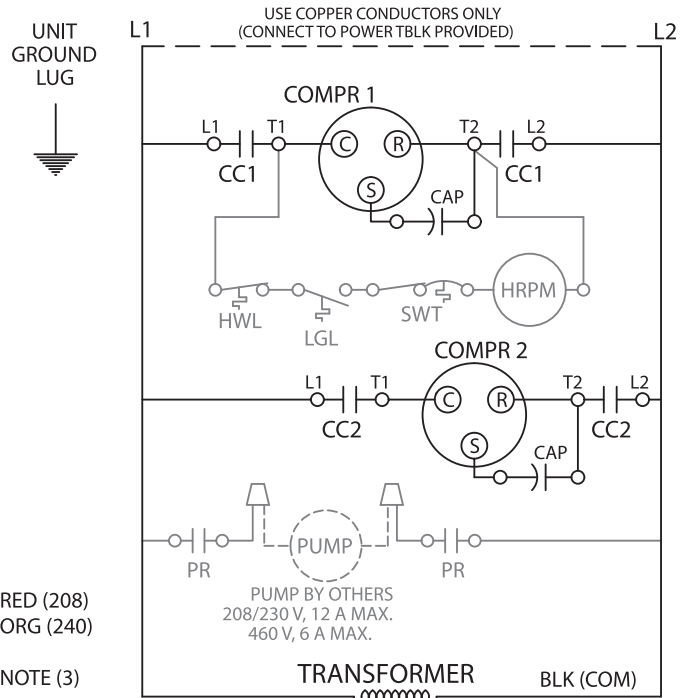 USE COPPER CONDUCTORS ONLY
L1
(CONNECT TO POWER TBLK PROVIDED)
L2
UNIT
GROUND
LUG
COMPR 1
L1
T1
C
R
T2
L2
CC1
S
CAP
CC1
HWL
LGL
SWT
HRPM
COMPR 2
L1
T1
C
R
T2
L2
CC2
S
CAP
CC2
PR
PUMP
PR
PUMP BY OTHERS
208/230 V, 12 A MAX.
460 V, 6 A MAX.
RED (208)
ORG (240)
NOTE (3)
TRANSFORMER
BLK (COM)